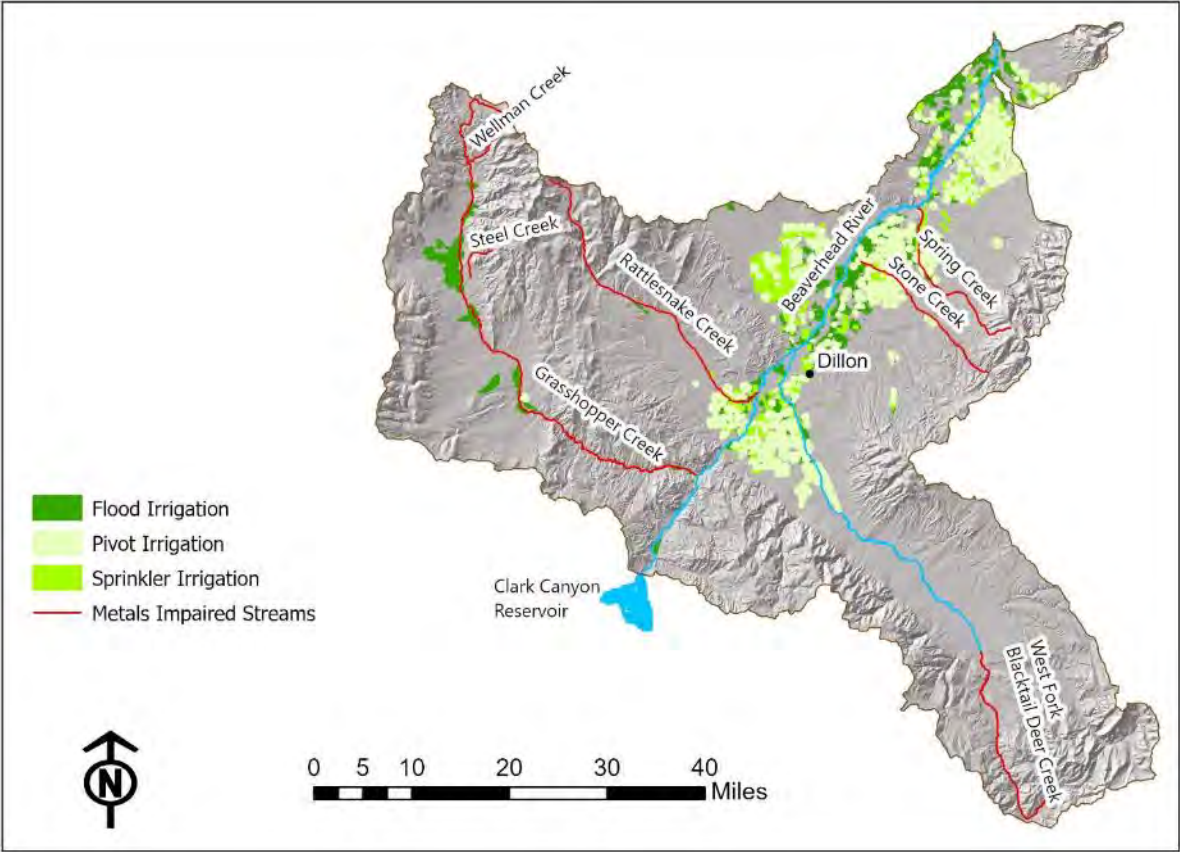 Wellman Creek
Steel Creek
Rattlesnake Creek
Beaverhead River
Spring Creek
Stone Creek
Dillon
Grasshopper Creek
Flood Irrigation
Pivot Irrigation
Sprinkler Irrigation
Metals Impaired Streams
Clark Canyon
Reservoir
West Fork
Blacktail Deer Creek
N
0 5 10 20 30 40
Miles